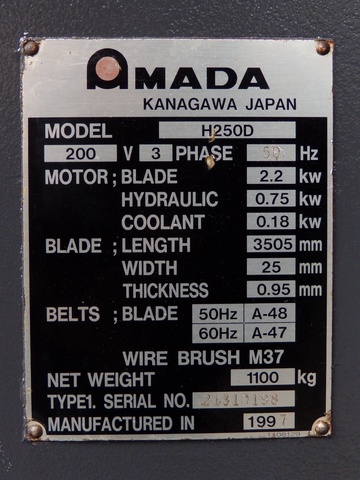 AMADA
KANAGAWA JAPAN
MODEL H250D
200 V 3 PHASE 50 Hz
MOTOR ; BLADE 2.2 kw
HYDRAULIC 0.75 kw
COOLANT 0.18 kw
BLADE ; LENGTH 3505 mm
WIDTH 25 mm
THICKNESS 0.95 mm
BELTS ; BLADE 50Hz A-48
60Hz A-47
WIRE BRUSH M37
NET WEIGHT 1100 kg
TYPE1. SERIAL NO.
MANUFACTURED IN 1997